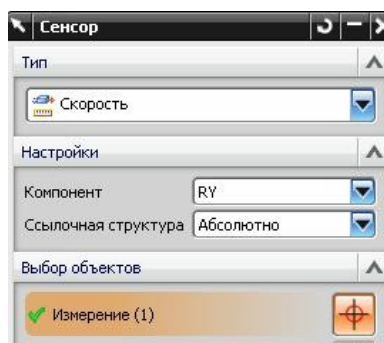 Сенсор
Тип
Скорость
Настройки
Компонент RY
Ссылочная структура Абсолютно
Выбор объектов
Измерение (1)